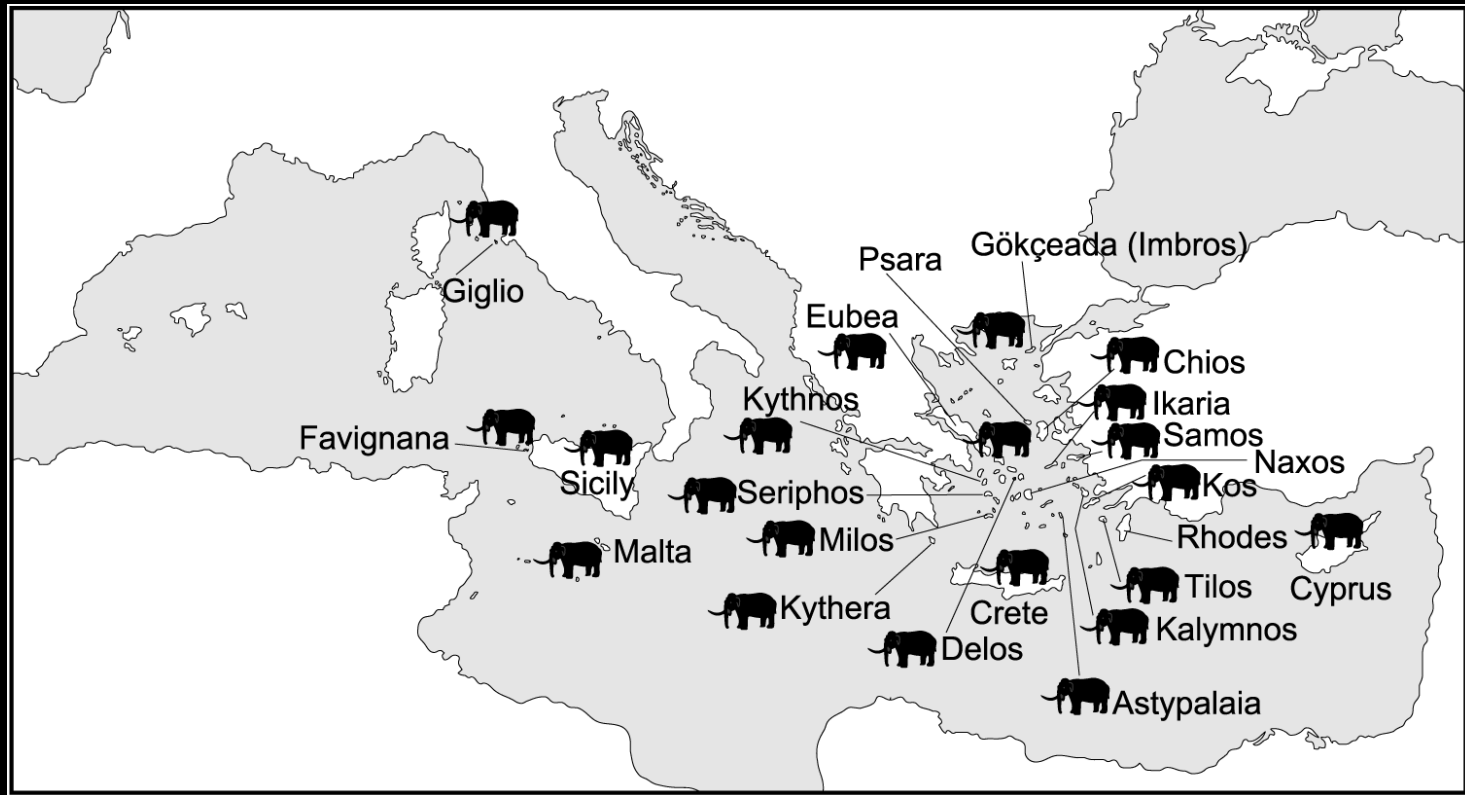 Gökçeada (Imbros)
Psara
Giglio
Eubea
Chios
Kythnos
Ikaria
Favignana
Samos
Naxos
Sicily
Seriphos
Kos
Milos
Rhodes
Malta
Tilos
Cyprus
Kythera
Crete
Kalymnos
Delos
Astypalaia